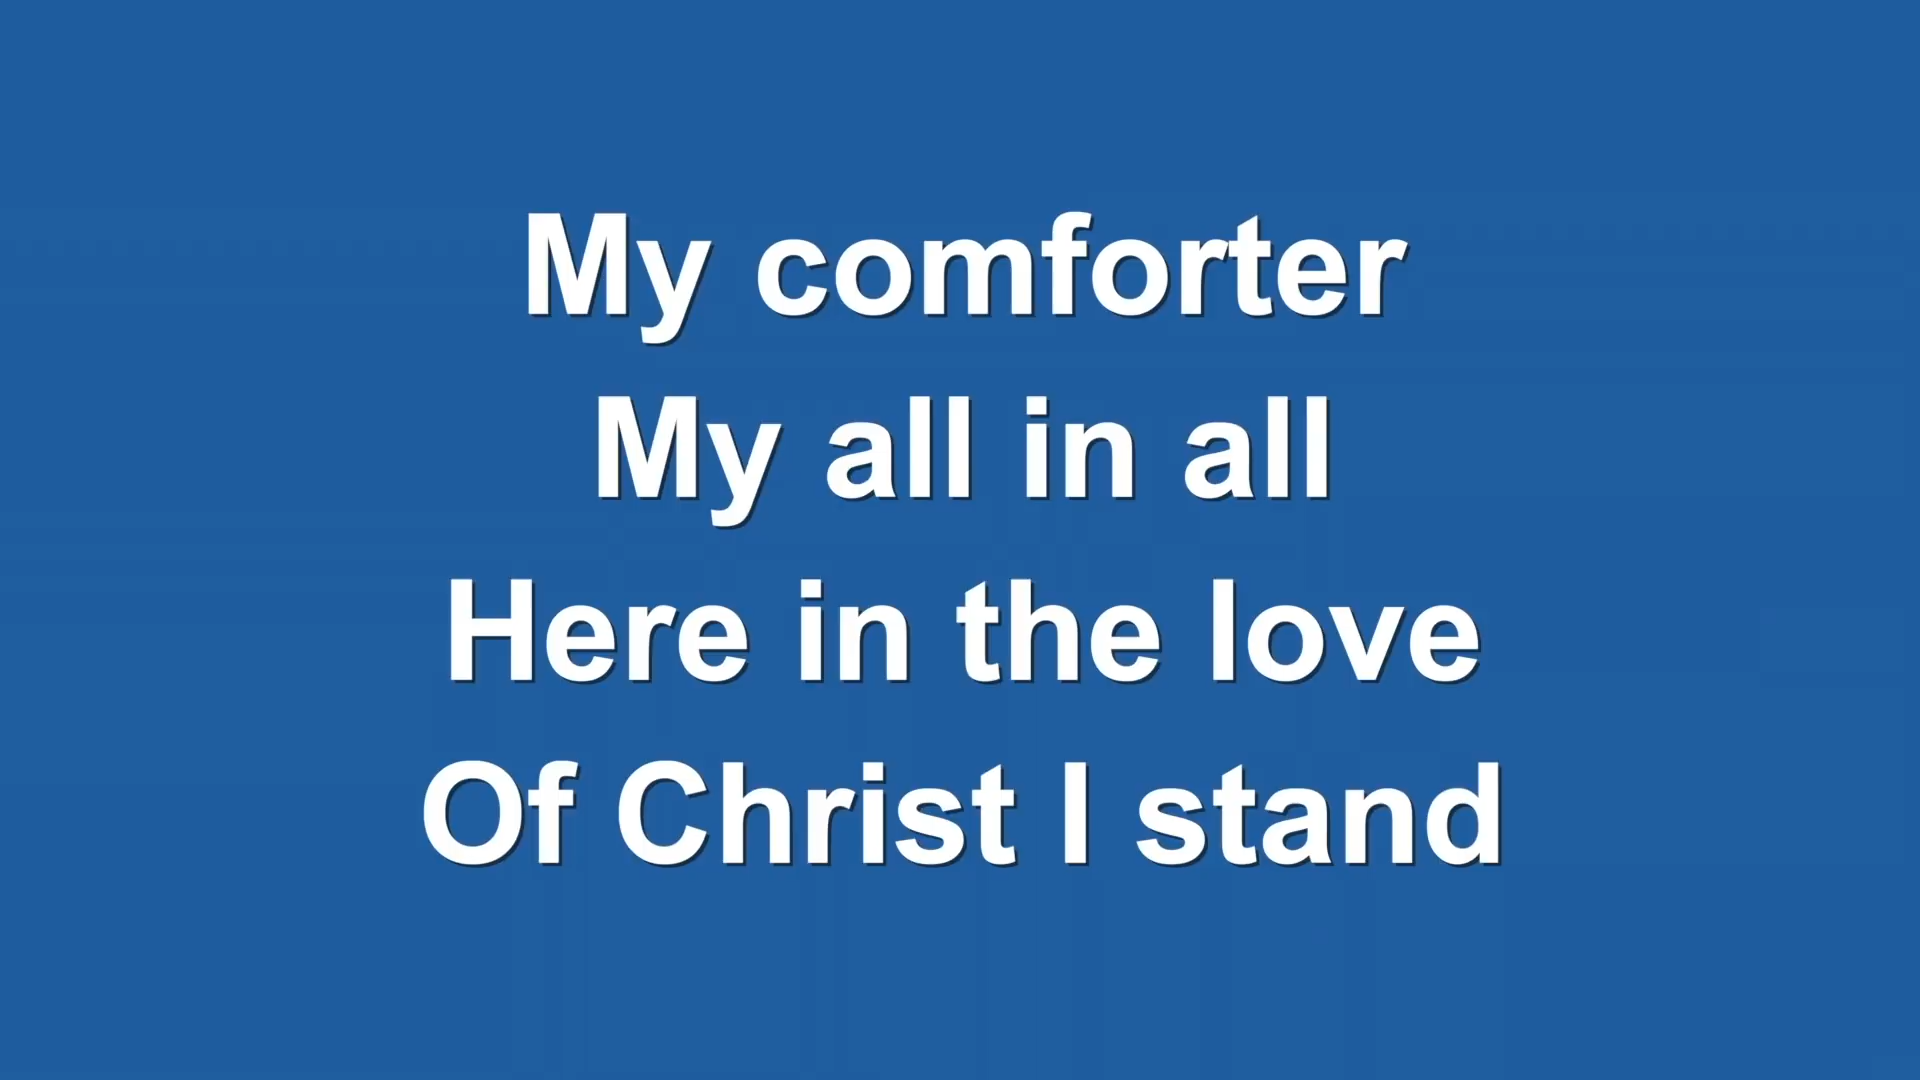 My comforter
My all in all
Here in the love
Of Christ I stand